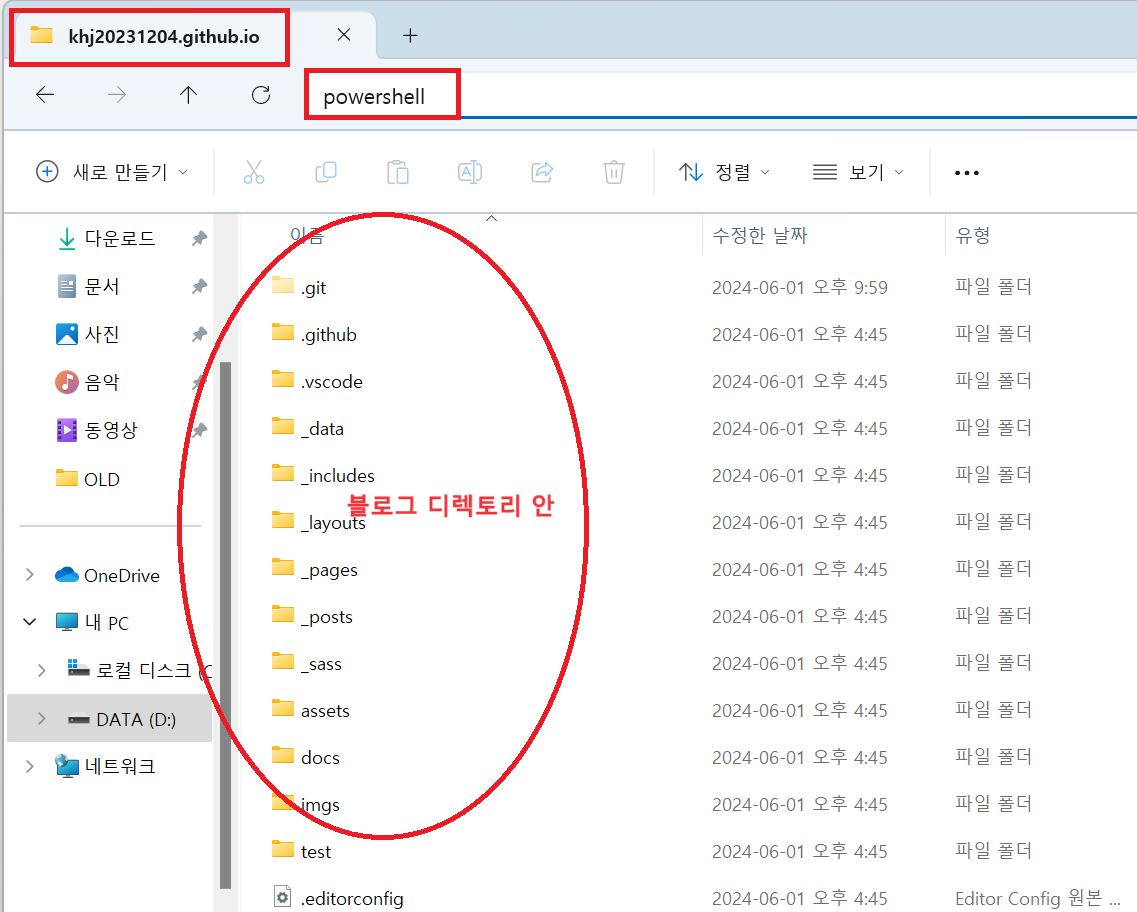 khj20231204.github.io
powershell
새로 만들기
정렬
보기
다운로드
문서
사진
음악
동영상
OLD
OneDrive
내 PC
로컬 디스크 (C
DATA (D:)
네트워크
이름 수정한 날짜 유형
.git 2024-06-01 오후 9:59 파일 폴더
.github 2024-06-01 오후 4:45 파일 폴더
.vscode 2024-06-01 오후 4:45 파일 폴더
_data 2024-06-01 오후 4:45 파일 폴더
_includes 2024-06-01 오후 4:45 파일 폴더
블로그 디렉토리 안
_layouts 2024-06-01 오후 4:45 파일 폴더
_pages 2024-06-01 오후 4:45 파일 폴더
_posts 2024-06-01 오후 4:45 파일 폴더
_sass 2024-06-01 오후 4:45 파일 폴더
assets 2024-06-01 오후 4:45 파일 폴더
docs 2024-06-01 오후 4:45 파일 폴더
imgs 2024-06-01 오후 4:45 파일 폴더
test 2024-06-01 오후 4:45 파일 폴더
.editorconfig 2024-06-01 오후 4:45 Editor Config 원본 ...